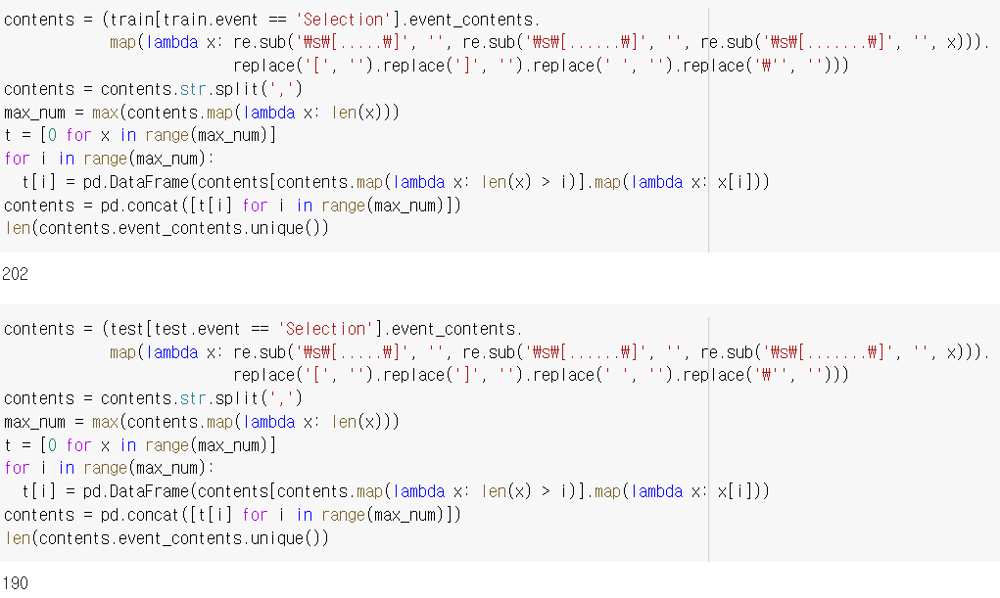 contents = (train[train.event == 'Selection'].event_contents.
            map(lambda x: re.sub('₩s₩[.....₩]', '', re.sub('₩s₩[......₩]', '', re.sub('₩s₩[.......₩]', '', x))).
                          replace('[', '').replace(']', '').replace(' ', '').replace('₩'', '')))
contents = contents.str.split(',')
max_num = max(contents.map(lambda x: len(x)))
t = [0 for x in range(max_num)]
for i in range(max_num):
  t[i] = pd.DataFrame(contents[contents.map(lambda x: len(x) > i)].map(lambda x: x[i]))
contents = pd.concat([t[i] for i in range(max_num)])
len(contents.event_contents.unique())
202
contents = (test[test.event == 'Selection'].event_contents.
            map(lambda x: re.sub('₩s₩[.....₩]', '', re.sub('₩s₩[......₩]', '', re.sub('₩s₩[.......₩]', '', x))).
                          replace('[', '').replace(']', '').replace(' ', '').replace('₩'', '')))
contents = contents.str.split(',')
max_num = max(contents.map(lambda x: len(x)))
t = [0 for x in range(max_num)]
for i in range(max_num):
  t[i] = pd.DataFrame(contents[contents.map(lambda x: len(x) > i)].map(lambda x: x[i]))
contents = pd.concat([t[i] for i in range(max_num)])
len(contents.event_contents.unique())
190